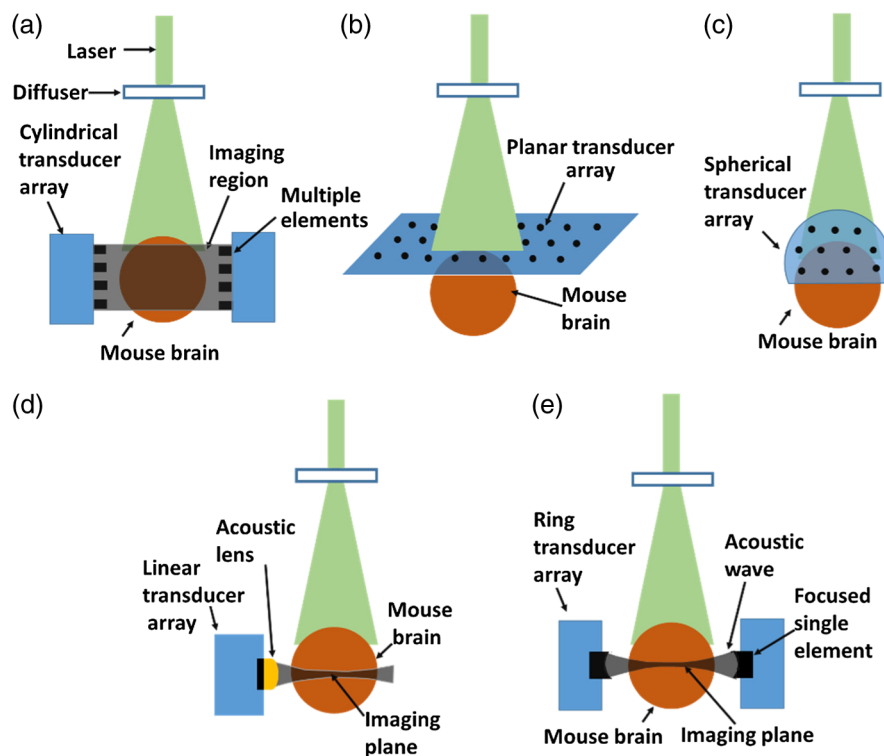 (a)
Laser
Diffuser
Cylindrical
transducer
array
Imaging
region
Multiple
elements
Mouse brain
(b)
Planar transducer
array
Mouse
brain
(c)
Spherical
transducer
array
Mouse brain
(d)
Acoustic
lens
Linear
transducer
array
Mouse
brain
Imaging
plane
(e)
Ring
transducer
array
Acoustic
wave
Focused
single
element
Mouse brain
Imaging plane